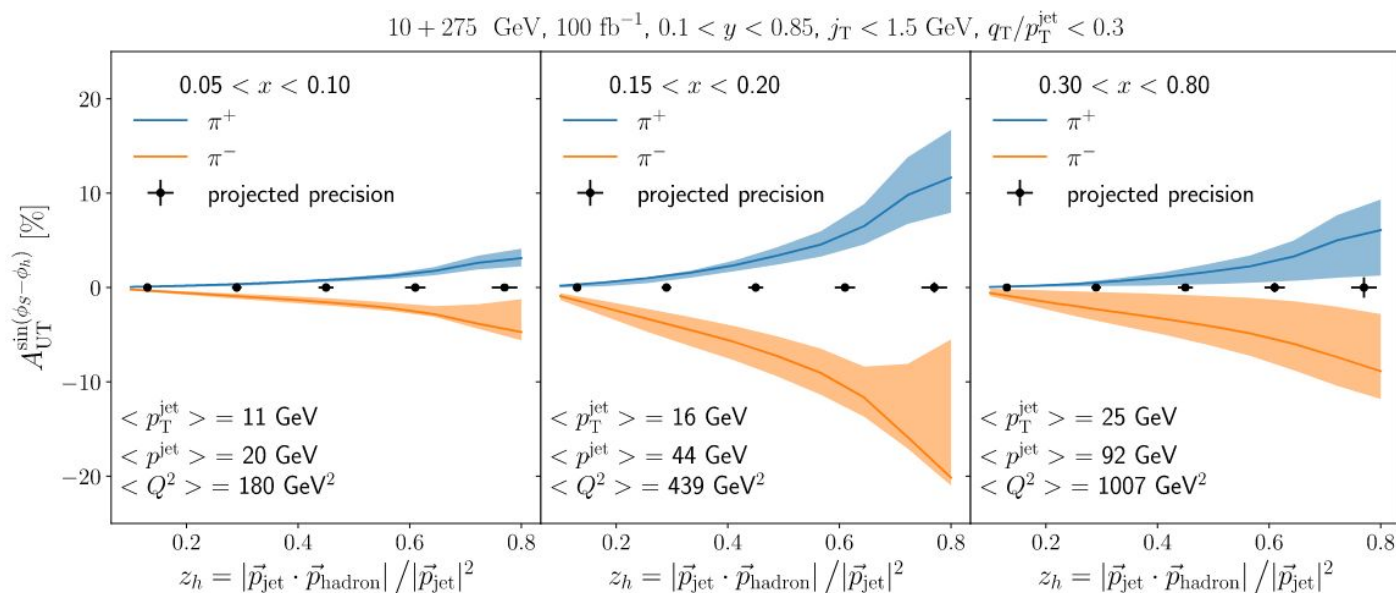 10 + 275 GeV, 100 fb⁻¹, 0.1 < y < 0.85, j_T < 1.5 GeV, q_T/p_T^jet < 0.3
A_UT^sin(φ_S−φ_h) [%]
20
10
0
−10
−20
0.05 < x < 0.10
π⁺
π⁻
projected precision
< p_T^jet > = 11 GeV
< p^jet > = 20 GeV
< Q² > = 180 GeV²
0.2 0.4 0.6 0.8
z_h = |p⃗_jet · p⃗_hadron| / |p⃗_jet|²
0.15 < x < 0.20
π⁺
π⁻
projected precision
< p_T^jet > = 16 GeV
< p^jet > = 44 GeV
< Q² > = 439 GeV²
0.2 0.4 0.6 0.8
z_h = |p⃗_jet · p⃗_hadron| / |p⃗_jet|²
0.30 < x < 0.80
π⁺
π⁻
projected precision
< p_T^jet > = 25 GeV
< p^jet > = 92 GeV
< Q² > = 1007 GeV²
0.2 0.4 0.6 0.8
z_h = |p⃗_jet · p⃗_hadron| / |p⃗_jet|²